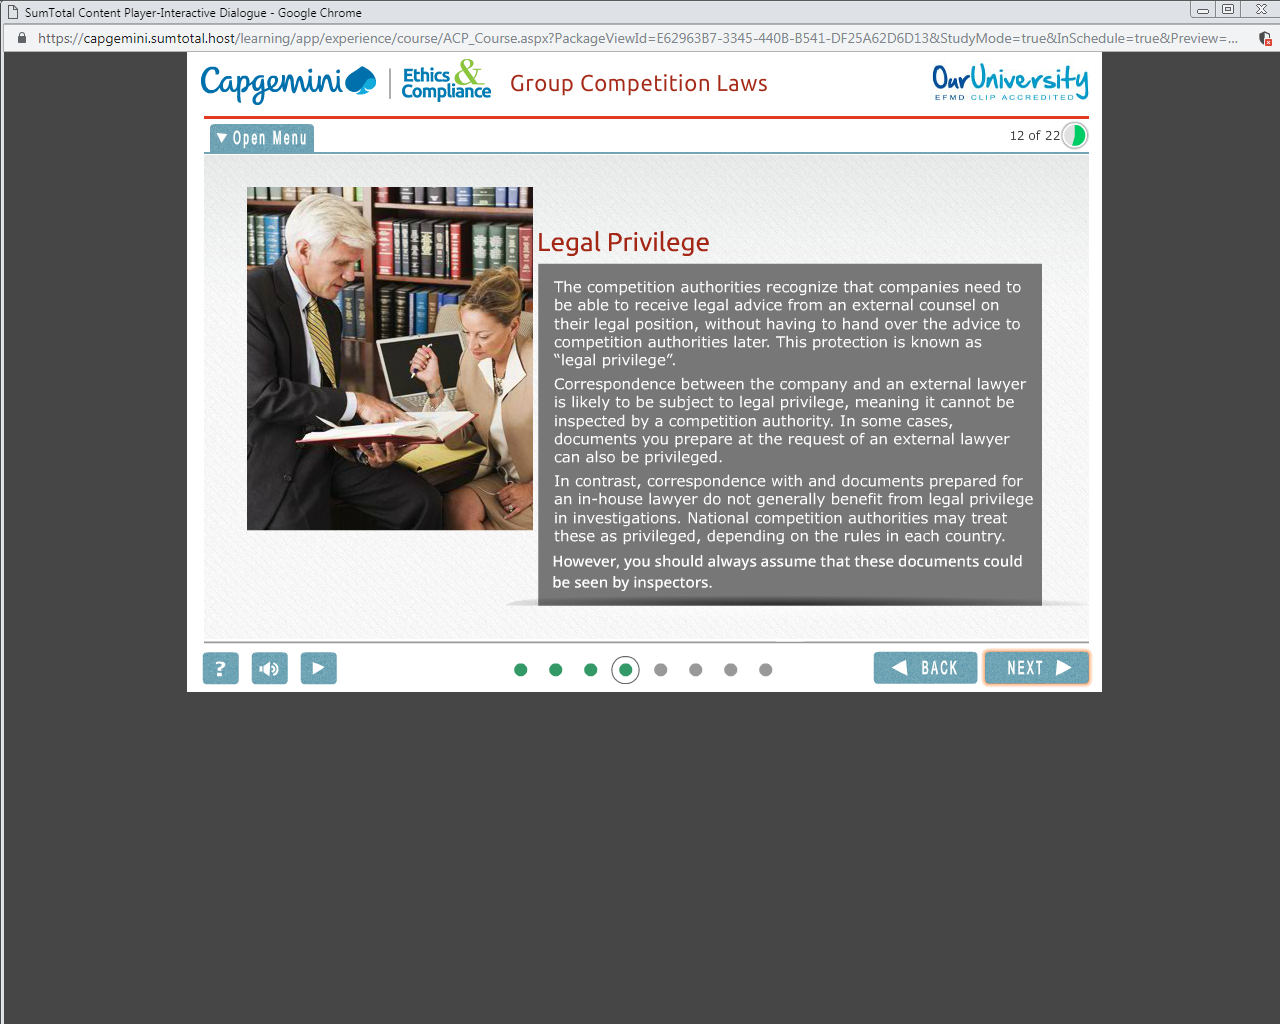 SumTotal Content Player-Interactive Dialogue - Google Chrome
https://capgemini.sumtotal.host/learning/app/experience/course/ACP_Course.aspx?PackageViewId=E62963B7-3345-440B-B541-DF25A62D6D13&StudyMode=true&InSchedule=true&Preview=...
Capgemini
Ethics &
Compliance
Group Competition Laws
OurUniversity
EFMD CLIP ACCREDITED
Open Menu
12 of 22
Legal Privilege
The competition authorities recognize that companies need to
be able to receive legal advice from an external counsel on
their legal position, without having to hand over the advice to
competition authorities later. This protection is known as
“legal privilege”.
Correspondence between the company and an external lawyer
is likely to be subject to legal privilege, meaning it cannot be
inspected by a competition authority. In some cases,
documents you prepare at the request of an external lawyer
can also be privileged.
In contrast, correspondence with and documents prepared for
an in-house lawyer do not generally benefit from legal privilege
in investigations. National competition authorities may treat
these as privileged, depending on the rules in each country.
However, you should always assume that these documents could
be seen by inspectors.
?
BACK
NEXT